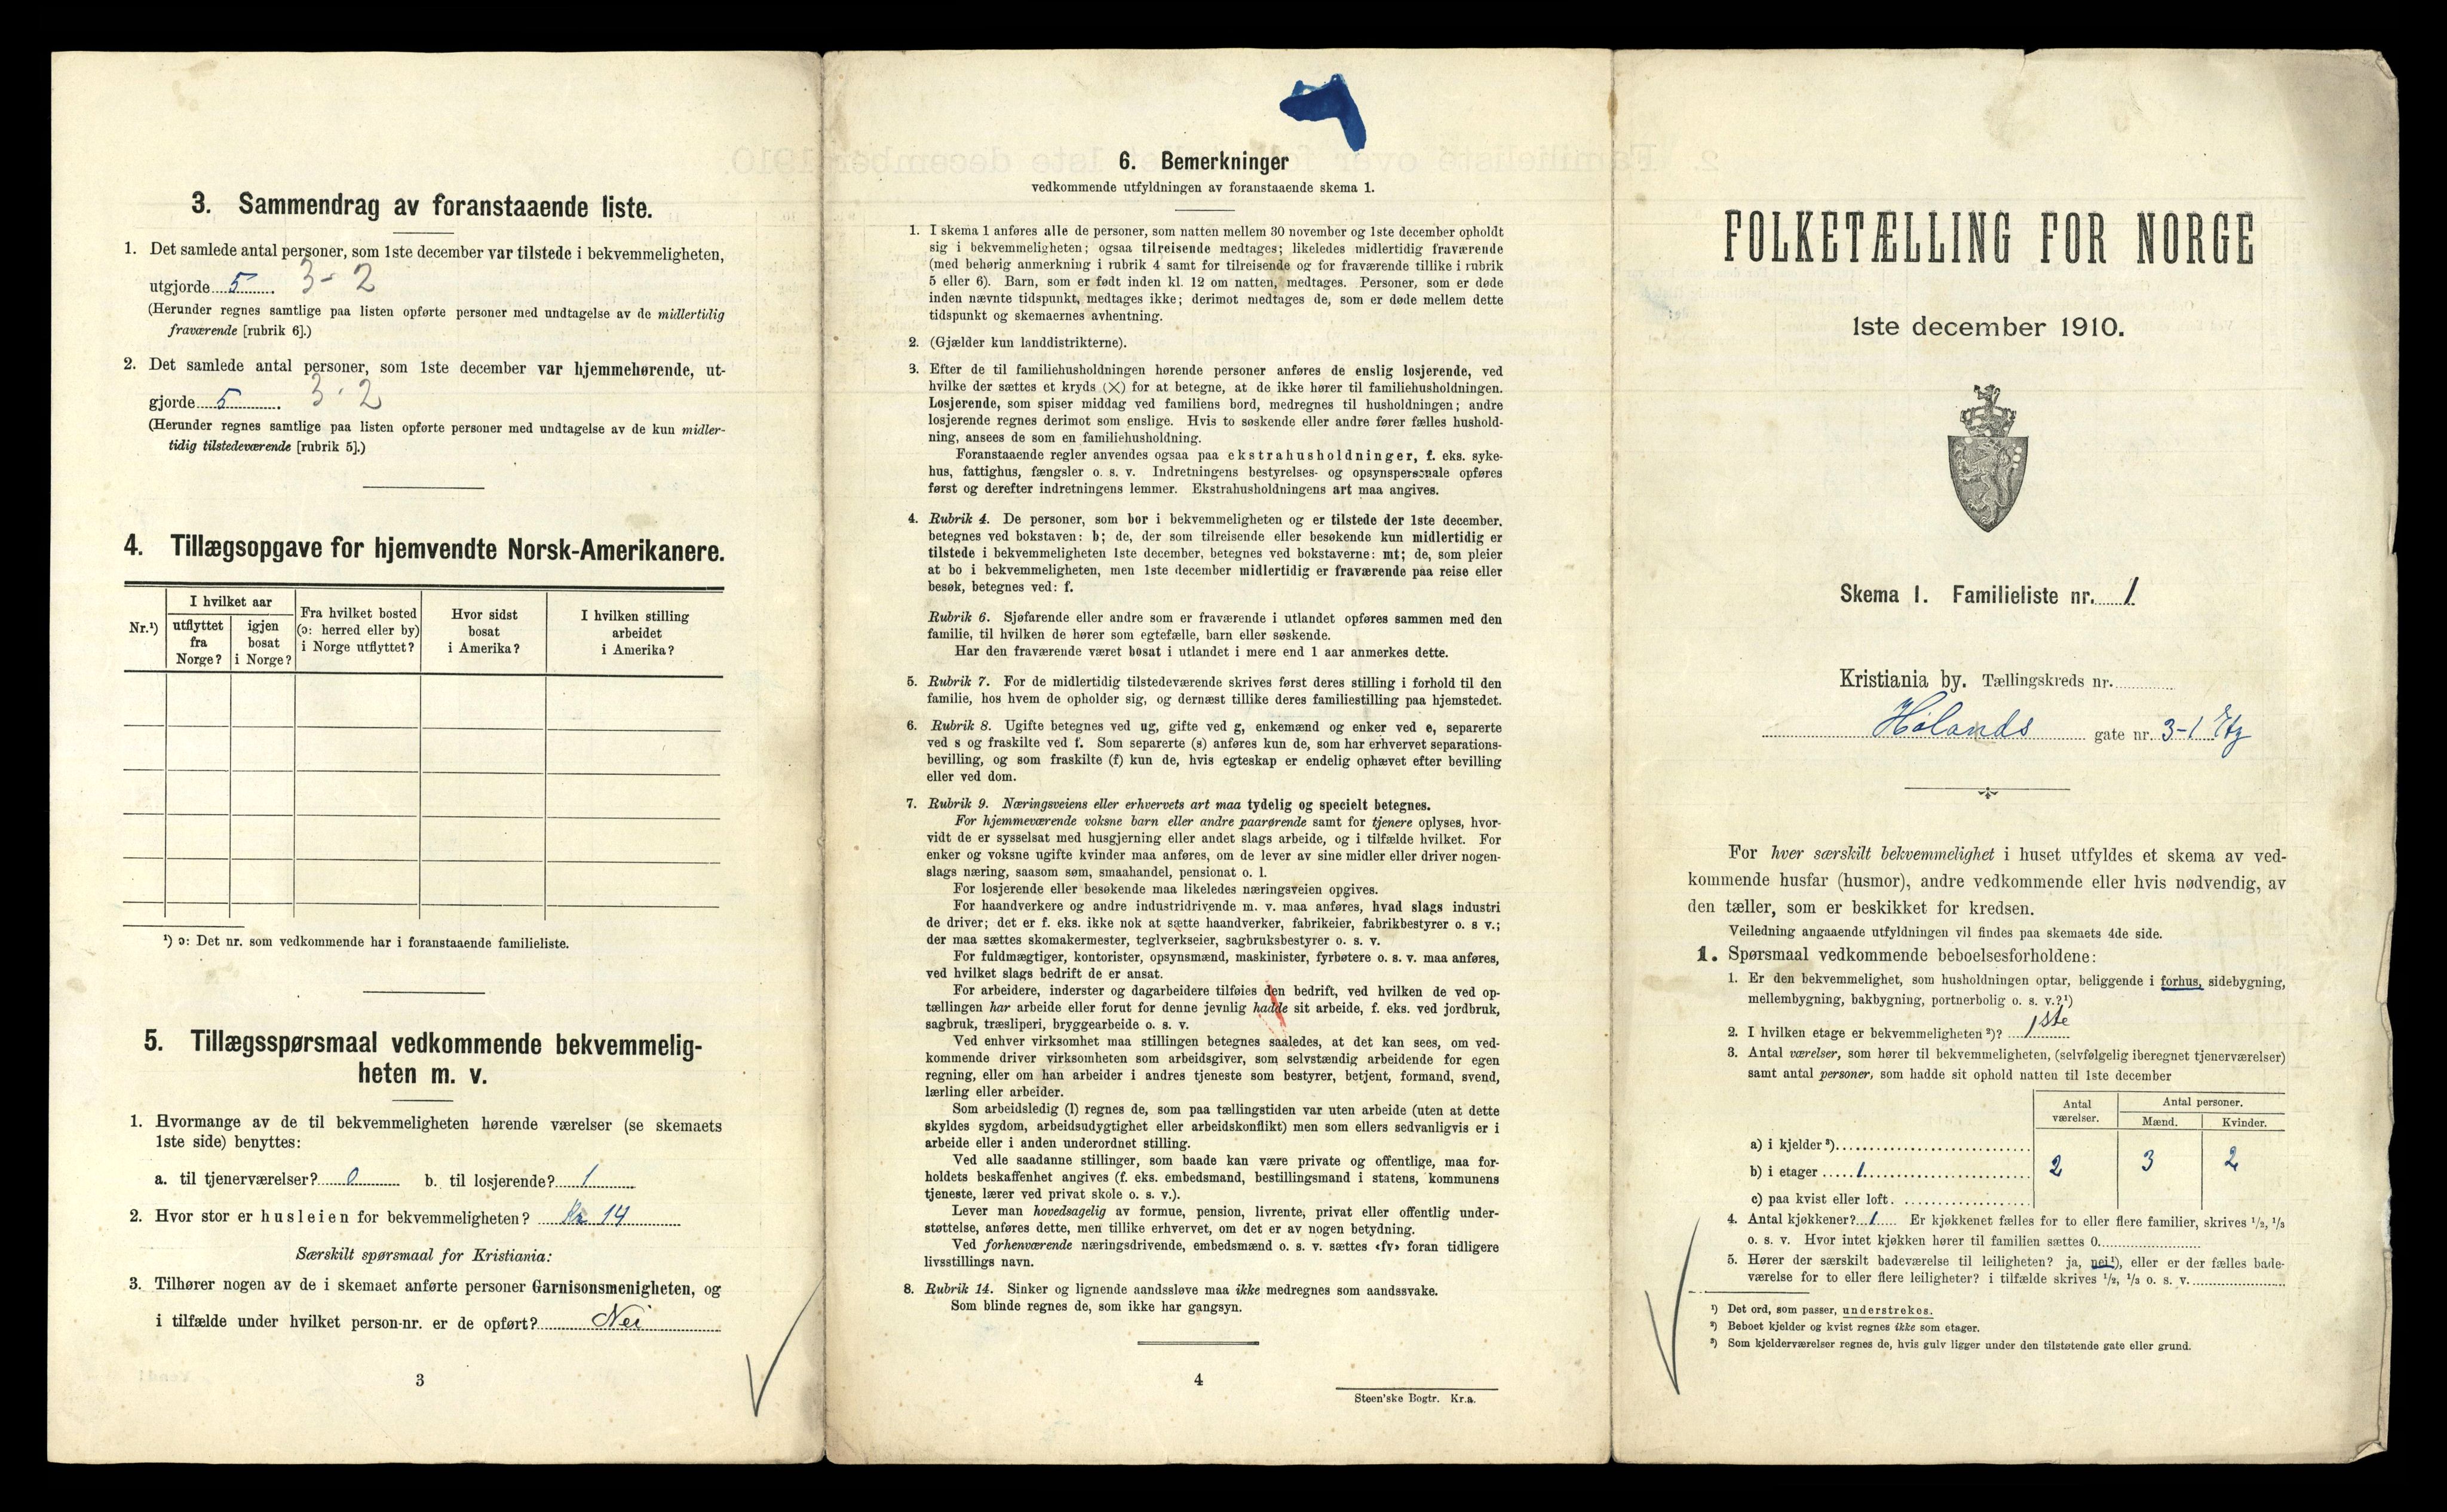 3. Sammendrag av foranstaaende liste.
1. Det samlede antal personer, som 1ste december var tilstede i bekvemmeligheten,
utgjorde 5. 3-2
(Herunder regnes samtlige paa listen opførte personer med undtagelse av de midlertidig
fraværende [rubrik 6].)
2. Det samlede antal personer, som 1ste december var hjemmehørende, ut-
gjorde 5. 3-2
(Herunder regnes samtlige paa listen opførte personer med undtagelse av de kun midler-
tidig tilstedeværende [rubrik 5].)
4. Tillægsopgave for hjemvendte Norsk-Amerikanere.
Nr.¹)
I hvilket aar
utflyttet
fra
Norge?
igjen
bosat
i Norge?
Fra hvilket bosted
(ɔ: herred eller by)
i Norge utflyttet?
Hvor sidst
bosat
i Amerika?
I hvilken stilling
arbeidet
i Amerika?
¹) ɔ: Det nr. som vedkommende har i foranstaaende familieliste.
5. Tillægsspørsmaal vedkommende bekvemmelig-
heten m. v.
1. Hvormange av de til bekvemmeligheten hørende værelser (se skemaets
1ste side) benyttes:
a. til tjenerværelser? 0 b. til losjerende? 1
2. Hvor stor er husleien for bekvemmeligheten? Kr 14
Særskilt spørsmaal for Kristiania:
3. Tilhører nogen av de i skemaet anførte personer Garnisonsmenigheten, og
i tilfælde under hvilket person-nr. er de opført? Nei
3
6. Bemerkninger
vedkommende utfyldningen av foranstaaende skema 1.
1. I skema 1 anføres alle de personer, som natten mellem 30 november og 1ste december opholdt
sig i bekvemmeligheten; ogsaa tilreisende medtages; likeledes midlertidig fraværende
(med behørig anmerkning i rubrik 4 samt for tilreisende og for fraværende tillike i rubrik
5 eller 6). Barn, som er født inden kl. 12 om natten, medtages. Personer, som er døde
inden nævnte tidspunkt, medtages ikke; derimot medtages de, som er døde mellem dette
tidspunkt og skemaernes avhentning.
2. (Gjælder kun landdistrikterne).
3. Efter de til familiehusholdningen hørende personer anføres de enslig losjerende, ved
hvilke der sættes et kryds (×) for at betegne, at de ikke hører til familiehusholdningen.
Losjerende, som spiser middag ved familiens bord, medregnes til husholdningen; andre
losjerende regnes derimot som enslige. Hvis to søskende eller andre fører fælles hushold-
ning, ansees de som en familiehusholdning.
Foranstaaende regler anvendes ogsaa paa ekstrahusholdninger, f. eks. syke-
hus, fattighus, fængsler o. s. v. Indretningens bestyrelses- og opsynspersonale opføres
først og derefter indretningens lemmer. Ekstrahusholdningens art maa angives.
4. Rubrik 4. De personer, som bor i bekvemmeligheten og er tilstede der 1ste december,
betegnes ved bokstaven: b; de, der som tilreisende eller besøkende kun midlertidig er
tilstede i bekvemmeligheten 1ste december, betegnes ved bokstaverne: mt; de, som pleier
at bo i bekvemmeligheten, men 1ste december midlertidig er fraværende paa reise eller
besøk, betegnes ved: f.
Rubrik 6. Sjøfarende eller andre som er fraværende i utlandet opføres sammen med den
familie, til hvilken de hører som egtefælle, barn eller søskende.
Har den fraværende været bosat i utlandet i mere end 1 aar anmerkes dette.
5. Rubrik 7. For de midlertidig tilstedeværende skrives først deres stilling i forhold til den
familie, hos hvem de opholder sig, og dernæst tillike deres familiestilling paa hjemstedet.
6. Rubrik 8. Ugifte betegnes ved ug, gifte ved g, enkemænd og enker ved e, separerte
ved s og fraskilte ved f. Som separerte (s) anføres kun de, som har erhvervet separations-
bevilling, og som fraskilte (f) kun de, hvis egteskap er endelig ophævet efter bevilling
eller ved dom.
7. Rubrik 9. Næringsveiens eller erhvervets art maa tydelig og specielt betegnes.
For hjemmeværende voksne barn eller andre paarørende samt for tjenere oplyses, hvor-
vidt de er sysselsat med husgjerning eller andet slags arbeide, og i tilfælde hvilket. For
enker og voksne ugifte kvinder maa anføres, om de lever av sine midler eller driver nogen-
slags næring, saasom søm, smaahandel, pensionat o. l.
For losjerende eller besøkende maa likeledes næringsveien opgives.
For haandverkere og andre industridrivende m. v. maa anføres, hvad slags industri
de driver; det er f. eks. ikke nok at sætte haandverker, fabrikeier, fabrikbestyrer o. s v.;
der maa sættes skomakermester, teglverkseier, sagbruksbestyrer o. s. v.
For fuldmægtiger, kontorister, opsynsmænd, maskinister, fyrbøtere o. s. v. maa anføres,
ved hvilket slags bedrift de er ansat.
For arbeidere, inderster og dagarbeidere tilføies den bedrift, ved hvilken de ved op-
tællingen har arbeide eller forut for denne jevnlig hadde sit arbeide, f. eks. ved jordbruk,
sagbruk, træsliperi, bryggearbeide o. s. v.
Ved enhver virksomhet maa stillingen betegnes saaledes, at det kan sees, om ved-
kommende driver virksomheten som arbeidsgiver, som selvstændig arbeidende for egen
regning, eller om han arbeider i andres tjeneste som bestyrer, betjent, formand, svend,
lærling eller arbeider.
Som arbeidsledig (l) regnes de, som paa tællingstiden var uten arbeide (uten at dette
skyldes sygdom, arbeidsudygtighet eller arbeidskonflikt) men som ellers sedvanligvis er i
arbeide eller i anden underordnet stilling.
Ved alle saadanne stillinger, som baade kan være private og offentlige, maa for-
holdets beskaffenhet angives (f. eks. embedsmand, bestillingsmand i statens, kommunens
tjeneste, lærer ved privat skole o. s. v.).
Lever man hovedsagelig av formue, pension, livrente, privat eller offentlig under-
støttelse, anføres dette, men tillike erhvervet, om det er av nogen betydning.
Ved forhenværende næringsdrivende, embedsmænd o. s. v. sættes «fv» foran tidligere
livsstillings navn.
8. Rubrik 14. Sinker og lignende aandssløve maa ikke medregnes som aandssvake.
Som blinde regnes de, som ikke har gangsyn.
4
Steen'ske Bogtr. Kr.a.
FOLKETÆLLING FOR NORGE
1ste december 1910.
Skema 1. Familieliste nr. 1
Kristiania by. Tællingskreds nr.
Hølands gate nr. 3-1 Etg
For hver særskilt bekvemmelighet i huset utfyldes et skema av ved-
kommende husfar (husmor), andre vedkommende eller hvis nødvendig, av
den tæller, som er beskikket for kredsen.
Veiledning angaaende utfyldningen vil findes paa skemaets 4de side.
1. Spørsmaal vedkommende beboelsesforholdene:
1. Er den bekvemmelighet, som husholdningen optar, beliggende i forhus, sidebygning,
mellembygning, bakbygning, portnerbolig o. s. v.?¹)
2. I hvilken etage er bekvemmeligheten²)? 1ste
3. Antal værelser, som hører til bekvemmeligheten, (selvfølgelig iberegnet tjenerværelser)
samt antal personer, som hadde sit ophold natten til 1ste december
Antal
værelser.
Antal personer.
Mænd. Kvinder.
a) i kjelder³)
b) i etager 1 2 3 2
c) paa kvist eller loft.
4. Antal kjøkkener? 1 Er kjøkkenet fælles for to eller flere familier, skrives ½, ⅓
o. s. v. Hvor intet kjøkken hører til familien sættes 0.
5. Hører der særskilt badeværelse til leiligheten? ja, nei¹), eller er der fælles bade-
værelse for to eller flere leiligheter? i tilfælde skrives ½, ⅓ o. s. v.
¹) Det ord, som passer, understrekes.
²) Beboet kjelder og kvist regnes ikke som etager.
³) Som kjelderværelser regnes de, hvis gulv ligger under den tilstøtende gate eller grund.